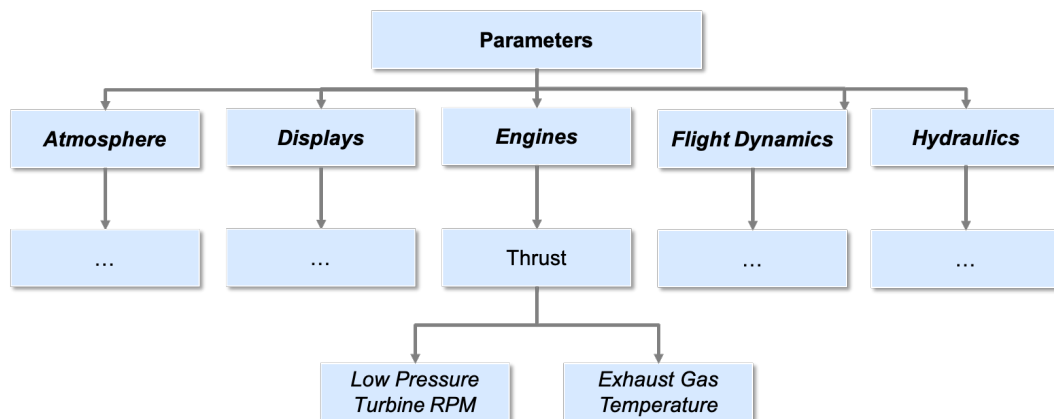 Parameters
Atmosphere
Displays
Engines
Flight Dynamics
Hydraulics
...
...
Thrust
...
...
Low Pressure
Turbine RPM
Exhaust Gas
Temperature